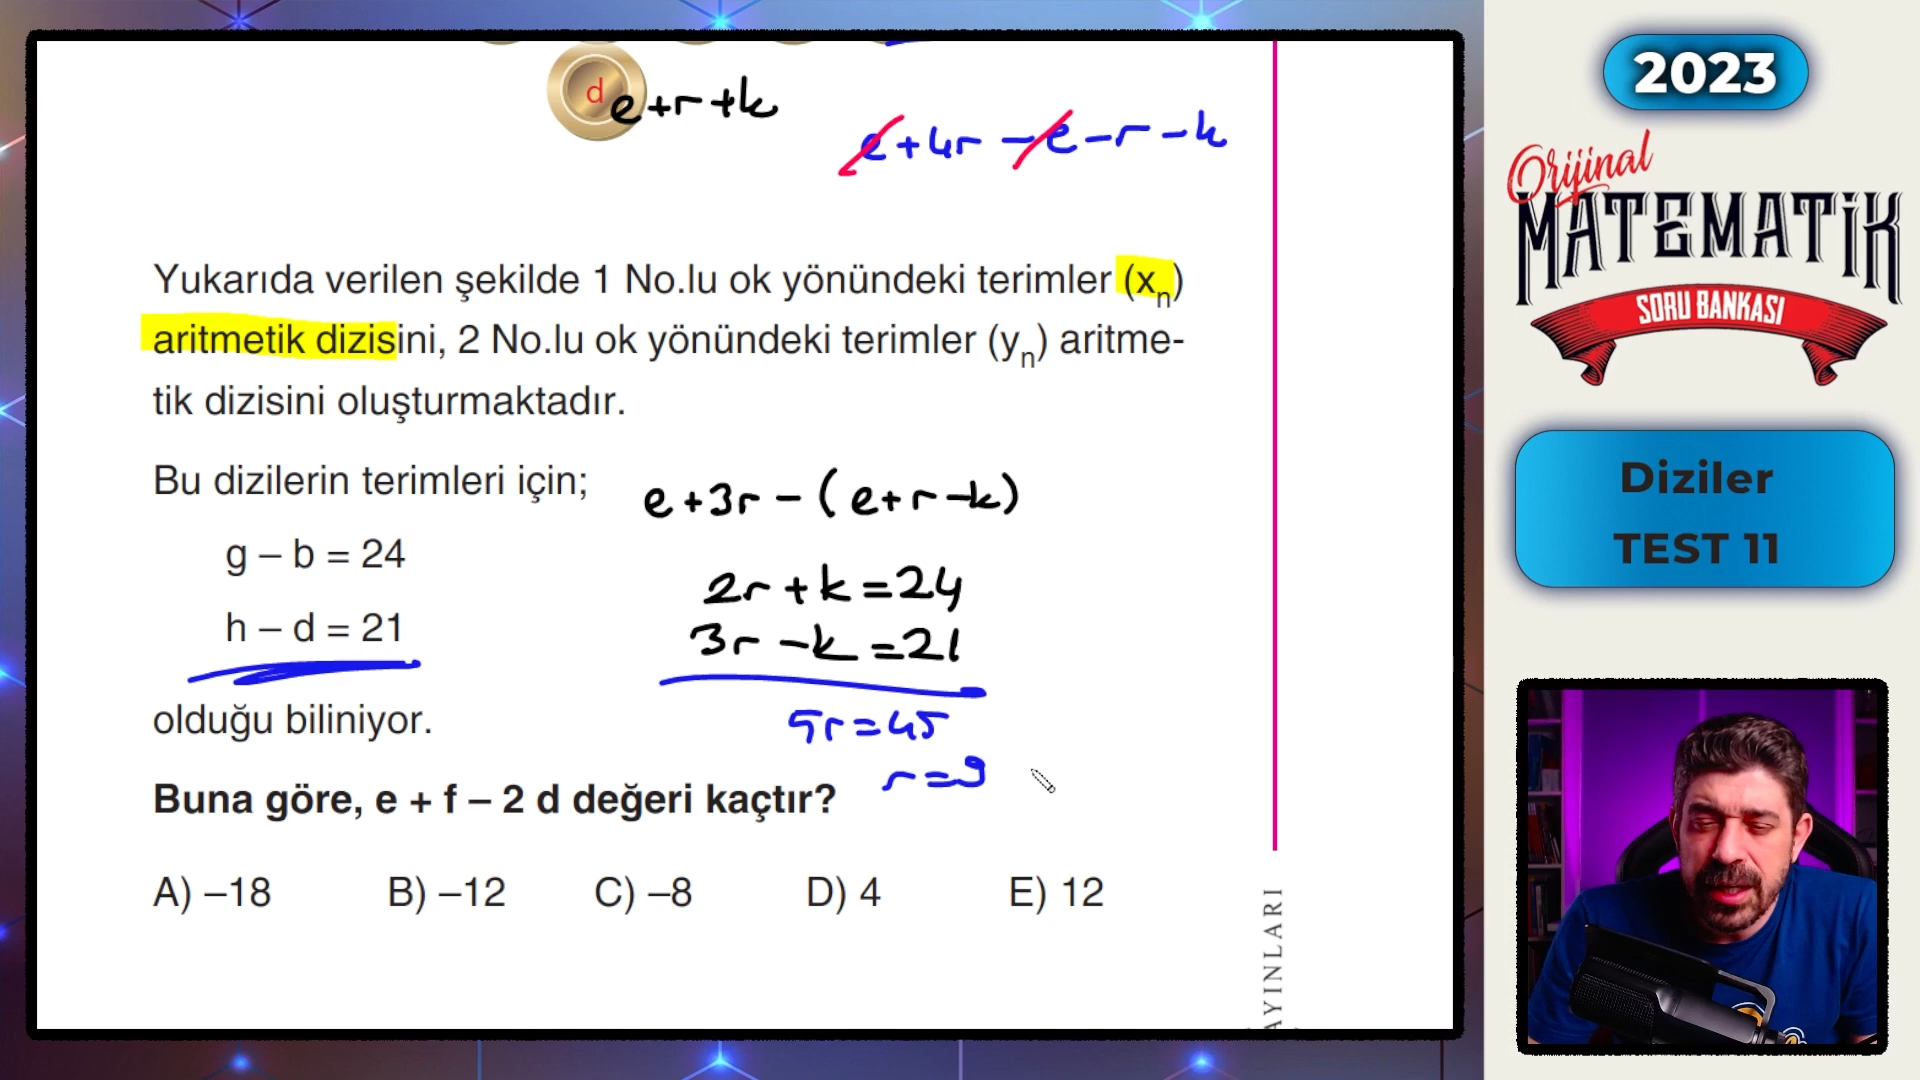 d e+r+k
e+4r-e-r-k
Yukarıda verilen şekilde 1 No.lu ok yönündeki terimler (xn)
aritmetik dizisini, 2 No.lu ok yönündeki terimler (yn) aritme-
tik dizisini oluşturmaktadır.
Bu dizilerin terimleri için;
e+3r-(e+r-k)
g – b = 24
2r+k=24
h – d = 21
3r-k=21
olduğu biliniyor.
5r=45
r=9
Buna göre, e + f – 2 d değeri kaçtır?
A) –18 B) –12 C) –8 D) 4 E) 12
AYINLARI
2023
Orijinal
MATEMATİK
SORU BANKASI
Diziler
TEST 11